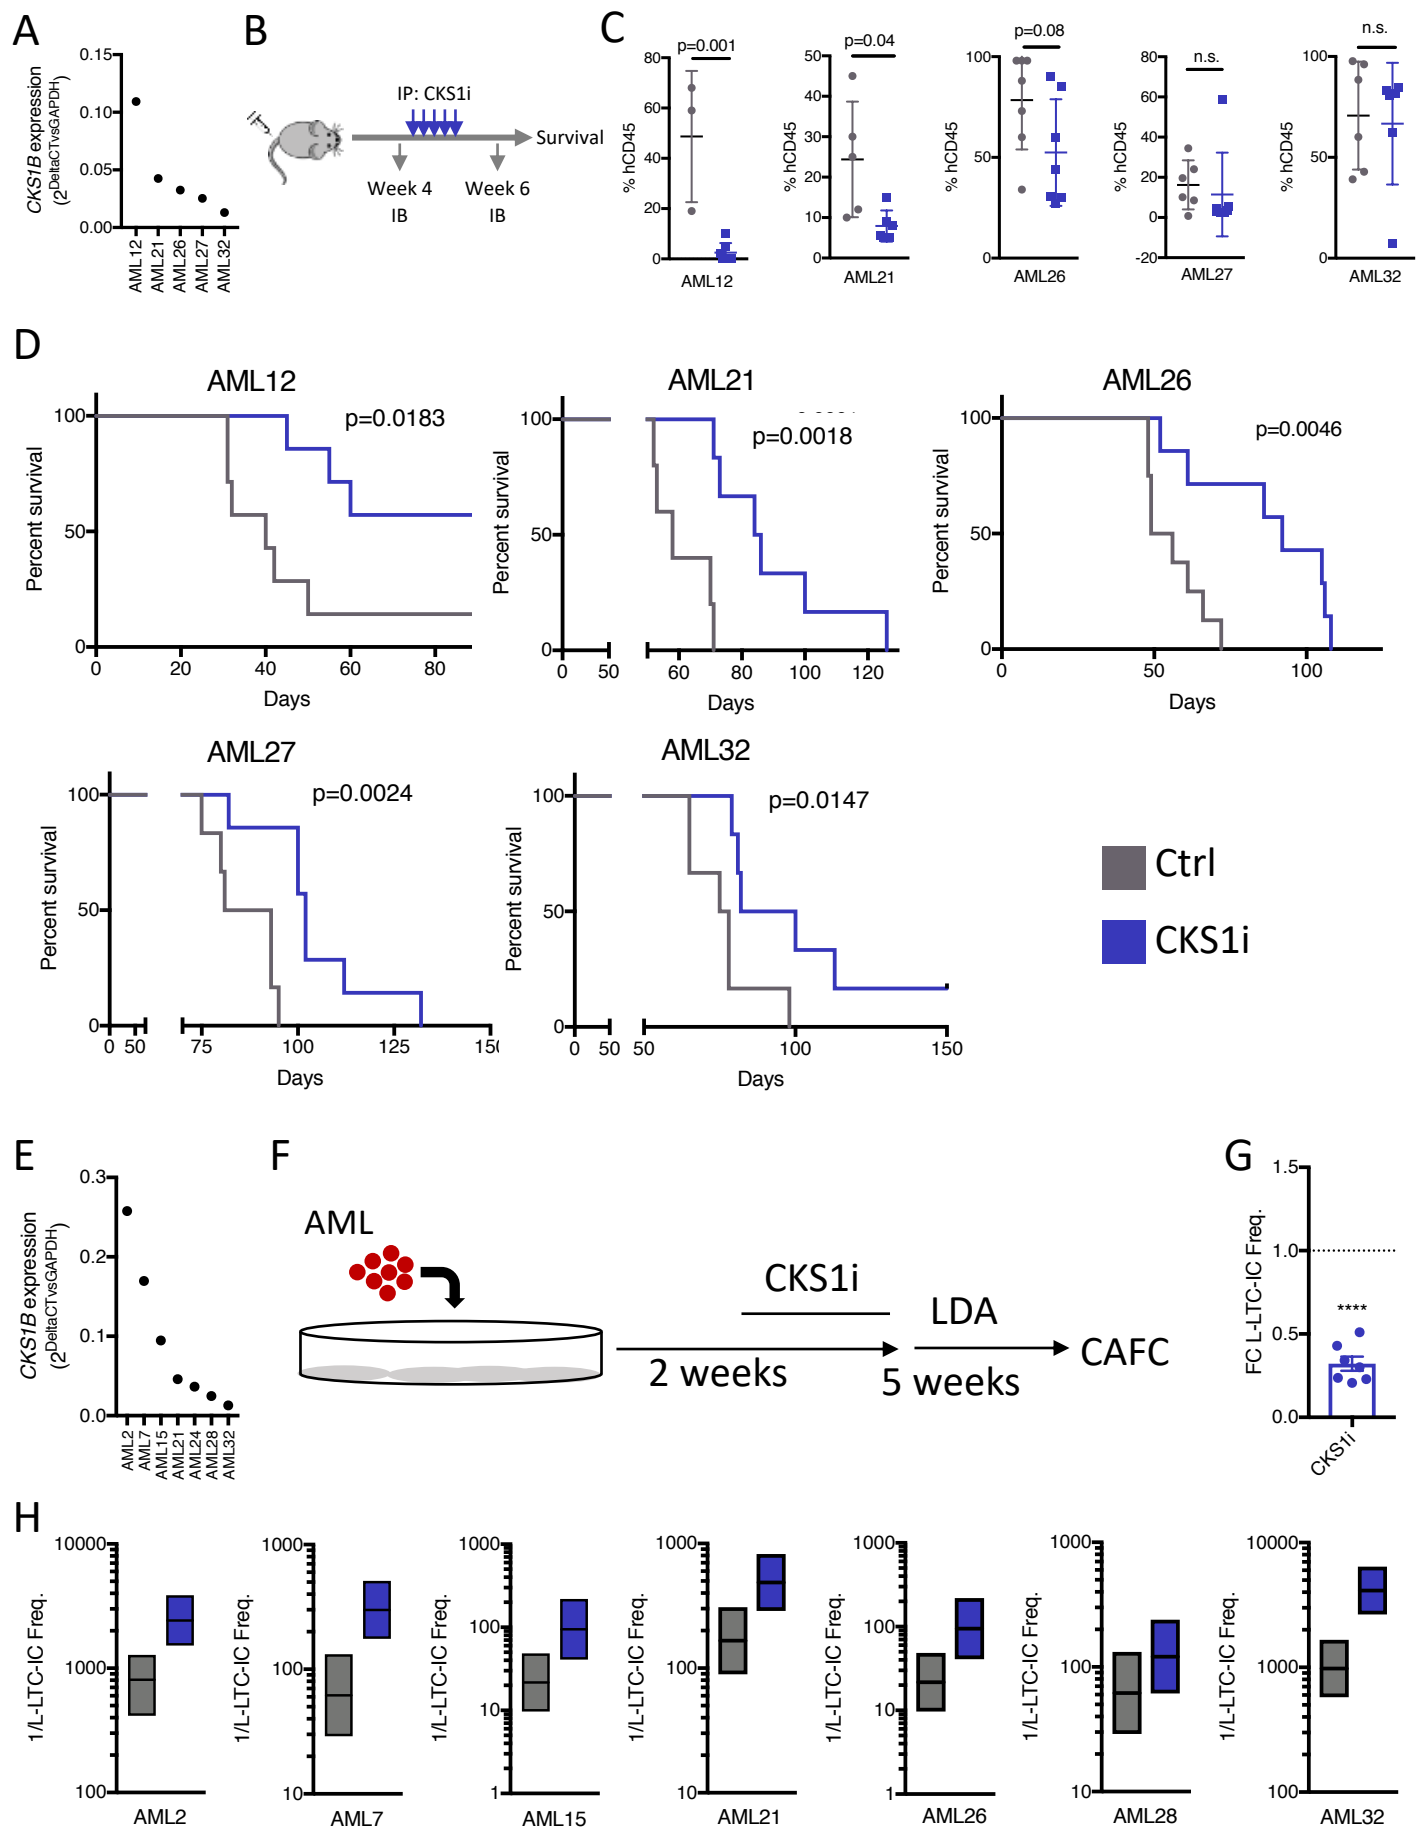 A
CKS1B expression
(2^DeltaCTvsGAPDH)
0.15
0.10
0.05
0.00
AML12
AML21
AML26
AML27
AML32
B
IP: CKS1i
Survival
Week 4
IB
Week 6
IB
C
% hCD45
80
60
40
20
0
p=0.001
AML12
% hCD45
50
40
30
20
10
0
p=0.04
AML21
% hCD45
100
50
0
p=0.08
AML26
% hCD45
80
60
40
20
0
-20
n.s.
AML27
% hCD45
100
50
0
n.s.
AML32
D
AML12
p=0.0183
Percent survival
100
50
0
0 20 40 60 80
Days
AML21
p=0.0018
Percent survival
100
50
0
0 50 60 80 100 120
Days
AML26
p=0.0046
Percent survival
100
50
0
0 50 100
Days
AML27
p=0.0024
Percent survival
100
50
0
0 50 75 100 125 150
Days
AML32
p=0.0147
Percent survival
100
50
0
0 50 50 100 150
Days
Ctrl
CKS1i
E
CKS1B expression
(2^DeltaCTvsGAPDH)
0.3
0.2
0.1
0.0
AML2
AML7
AML15
AML21
AML24
AML28
AML32
F
AML
CKS1i
2 weeks
LDA
5 weeks
CAFC
G
FC L-LTC-IC Freq.
1.5
1.0
0.5
0.0
****
CKS1i
H
1/L-LTC-IC Freq.
10000
1000
100
AML2
1/L-LTC-IC Freq.
1000
100
10
AML7
1/L-LTC-IC Freq.
1000
100
10
1
AML15
1/L-LTC-IC Freq.
1000
100
10
AML21
1/L-LTC-IC Freq.
1000
100
10
1
AML26
1/L-LTC-IC Freq.
1000
100
10
AML28
1/L-LTC-IC Freq.
10000
1000
100
AML32